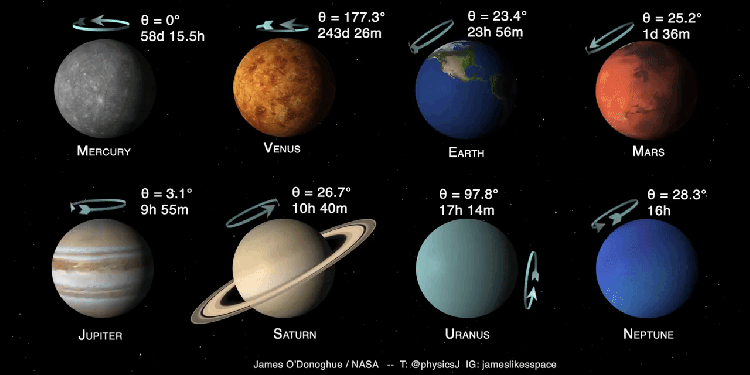 θ = 0°
58d 15.5h
θ = 177.3°
243d 26m
θ = 23.4°
23h 56m
θ = 25.2°
1d 36m
Mercury
Venus
Earth
Mars
θ = 3.1°
9h 55m
θ = 26.7°
10h 40m
θ = 97.8°
17h 14m
θ = 28.3°
16h
Jupiter
Saturn
Uranus
Neptune
James O'Donoghue / NASA -- T: @physicsJ IG: jameslikesspace